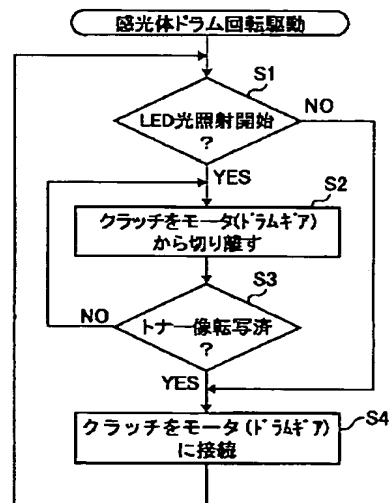 感光体ドラム回転駆動
S1
LED光照射開始
?
NO
YES
S2
クラッチをモータ(ドラムギア)
から切り離す
S3
NO
トナー像転写済
?
YES
S4
クラッチをモータ(ドラムギア)
に接続